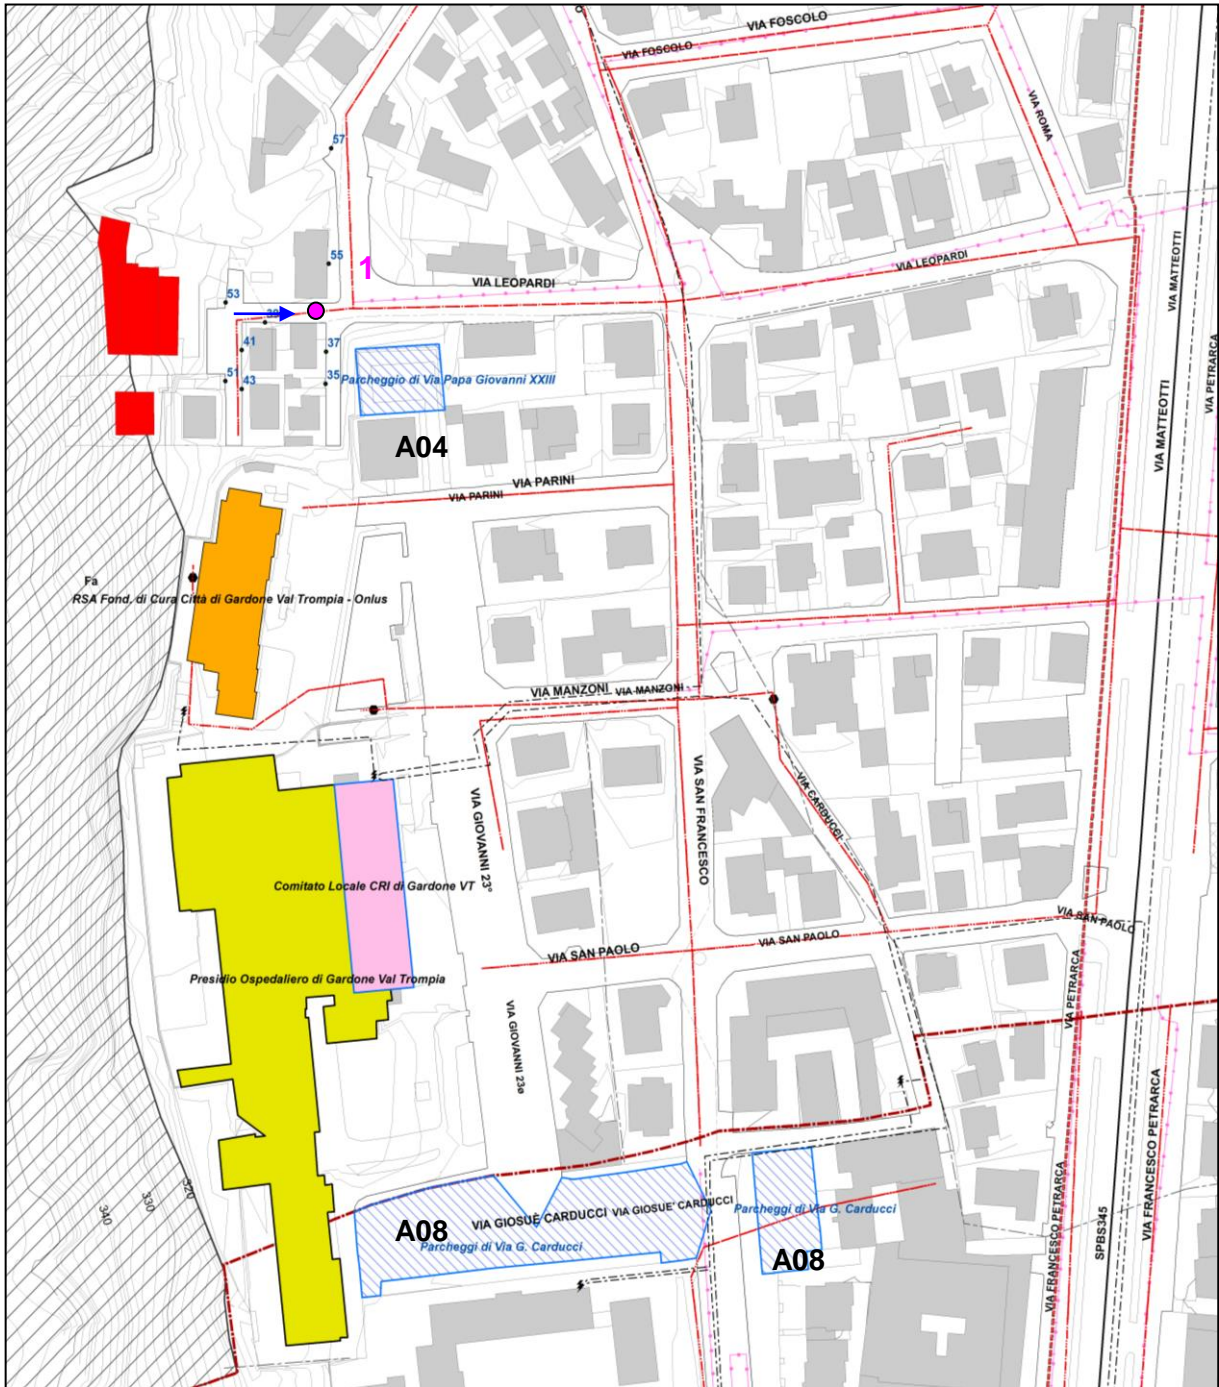 VIA FOSCOLO
VIA FOSCOLO
VIA ROMA
57
55
1
VIA LEOPARDI
VIA LEOPARDI
VIA MATTEOTTI
53
39
41
37
51
43
35
Parcheggio di Via Papa Giovanni XXIII
VIA PETRARCA
VIA MATTEOTTI
A04
VIA PARINI
VIA PARINI
Fa
RSA Fond. di Cura Città di Gardone Val Trompia - Onlus
VIA MANZONI
VIA MANZONI
VIA SAN FRANCESCO
VIA CARDUCCI
VIA GIOVANNI 23°
Comitato Locale CRI di Gardone VT
VIA SAN PAOLO
VIA SAN PAOLO
VIA SAN PAOLO
Presidio Ospedaliero di Gardone Val Trompia
VIA PETRARCA
VIA GIOVANNI 23ø
VIA FRANCESCO PETRARCA
320
330
340
VIA GIOSUÈ CARDUCCI
VIA GIOSUE' CARDUCCI
Parcheggi di Via G. Carducci
A08
Parcheggi di Via G. Carducci
A08
SPBS345
VIA FRANCESCO PETRARCA